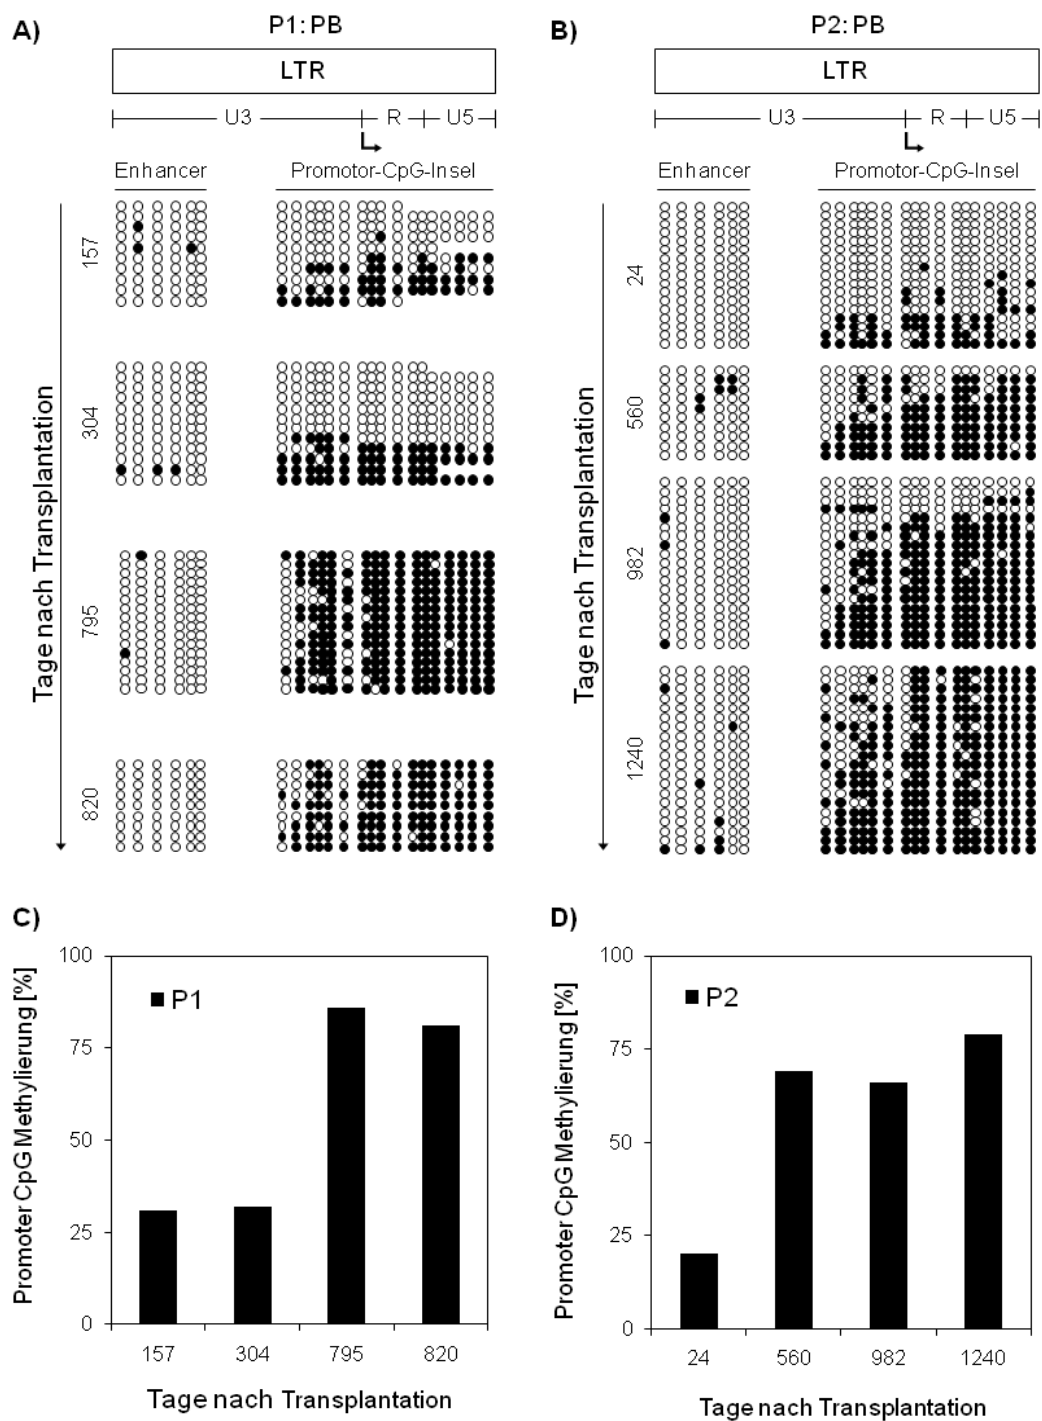 A)
P1: PB
LTR
U3
R
U5
Enhancer
Promotor-CpG-Insel
Tage nach Transplantation
157
304
795
820
B)
P2: PB
LTR
U3
R
U5
Enhancer
Promotor-CpG-Insel
Tage nach Transplantation
24
560
982
1240
C)
Promoter CpG Methylierung [%]
100
75
50
25
0
P1
157 304 795 820
Tage nach Transplantation
D)
Promoter CpG Methylierung [%]
100
75
50
25
0
P2
24 560 982 1240
Tage nach Transplantation